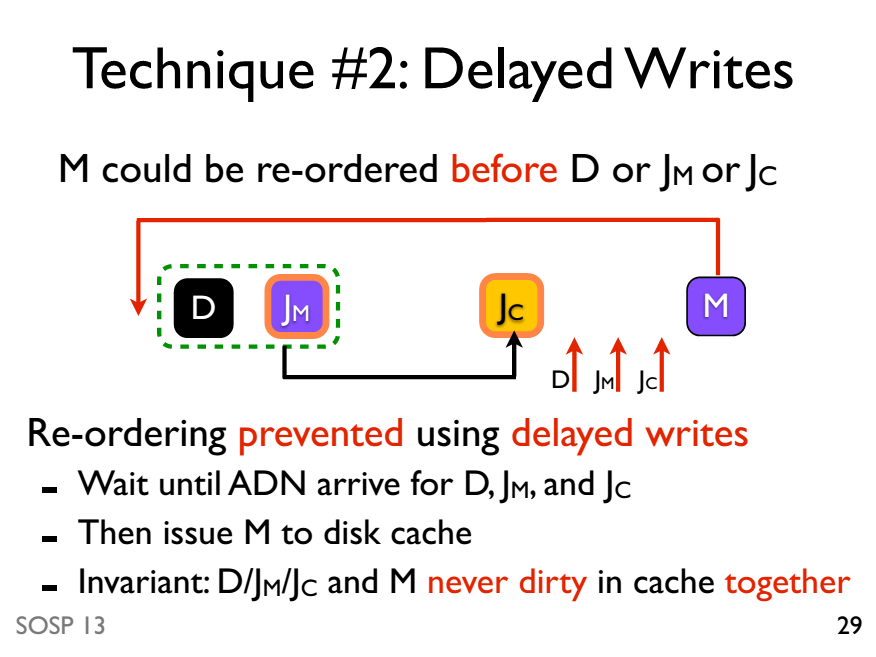 Technique #2: Delayed Writes
M could be re-ordered before D or JM or JC
D JM JC M
D JM JC
Re-ordering prevented using delayed writes
- Wait until ADN arrive for D, JM, and JC
- Then issue M to disk cache
- Invariant: D/JM/JC and M never dirty in cache together
SOSP 13 29